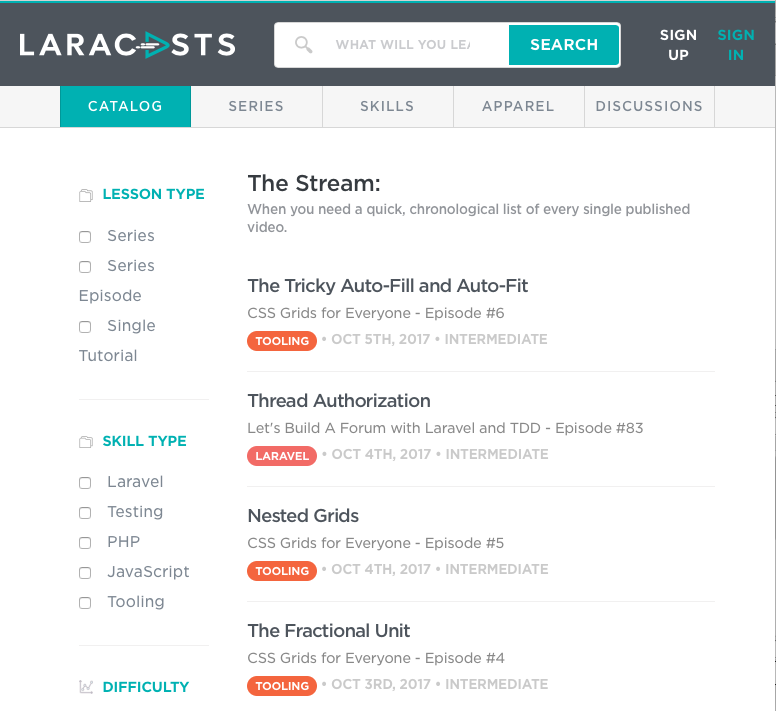 LARACASTS
WHAT WILL YOU LEA
SEARCH
SIGN
UP
SIGN
IN
CATALOG
SERIES
SKILLS
APPAREL
DISCUSSIONS
LESSON TYPE
Series
Series
Episode
Single
Tutorial
SKILL TYPE
Laravel
Testing
PHP
JavaScript
Tooling
DIFFICULTY
The Stream:
When you need a quick, chronological list of every single published
video.
The Tricky Auto-Fill and Auto-Fit
CSS Grids for Everyone - Episode #6
TOOLING • OCT 5TH, 2017 • INTERMEDIATE
Thread Authorization
Let's Build A Forum with Laravel and TDD - Episode #83
LARAVEL • OCT 4TH, 2017 • INTERMEDIATE
Nested Grids
CSS Grids for Everyone - Episode #5
TOOLING • OCT 4TH, 2017 • INTERMEDIATE
The Fractional Unit
CSS Grids for Everyone - Episode #4
TOOLING • OCT 3RD, 2017 • INTERMEDIATE